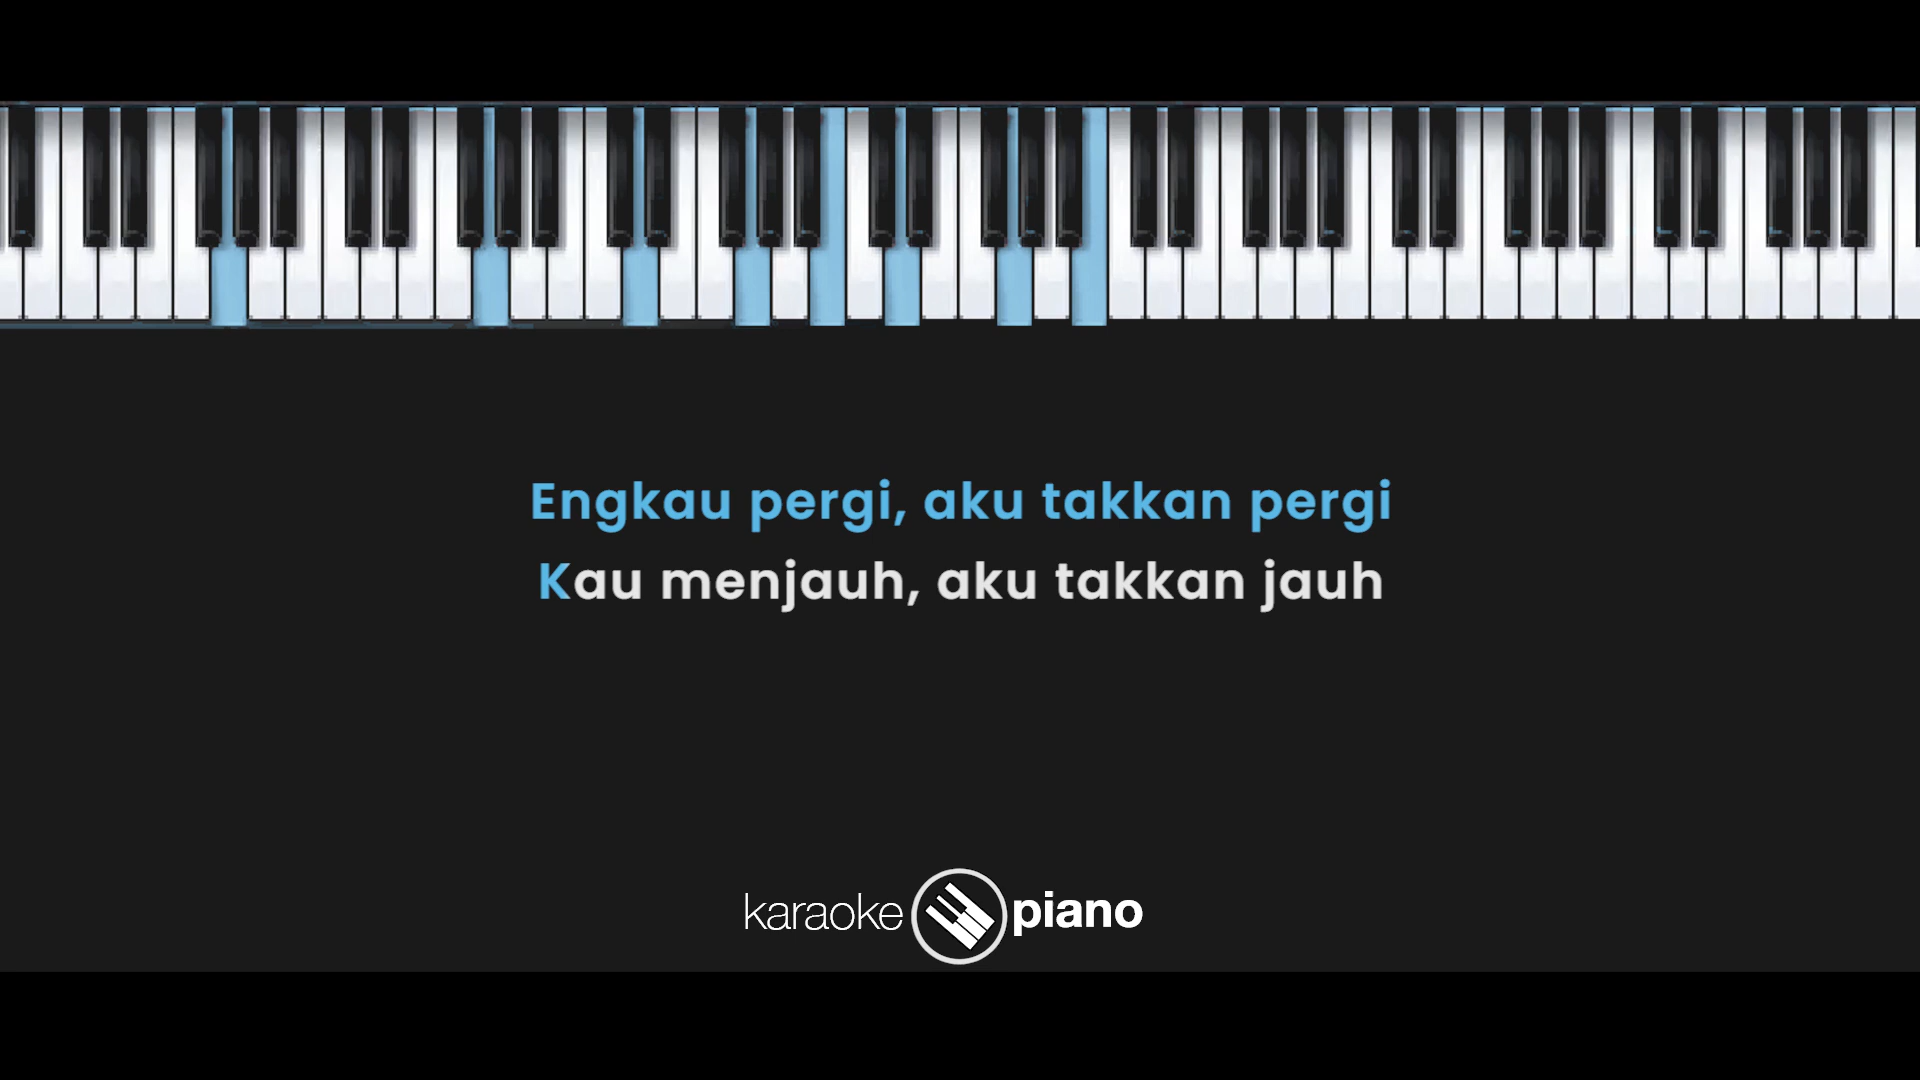 Engkau pergi, aku takkan pergi
Kau menjauh, aku takkan jauh
karaoke piano